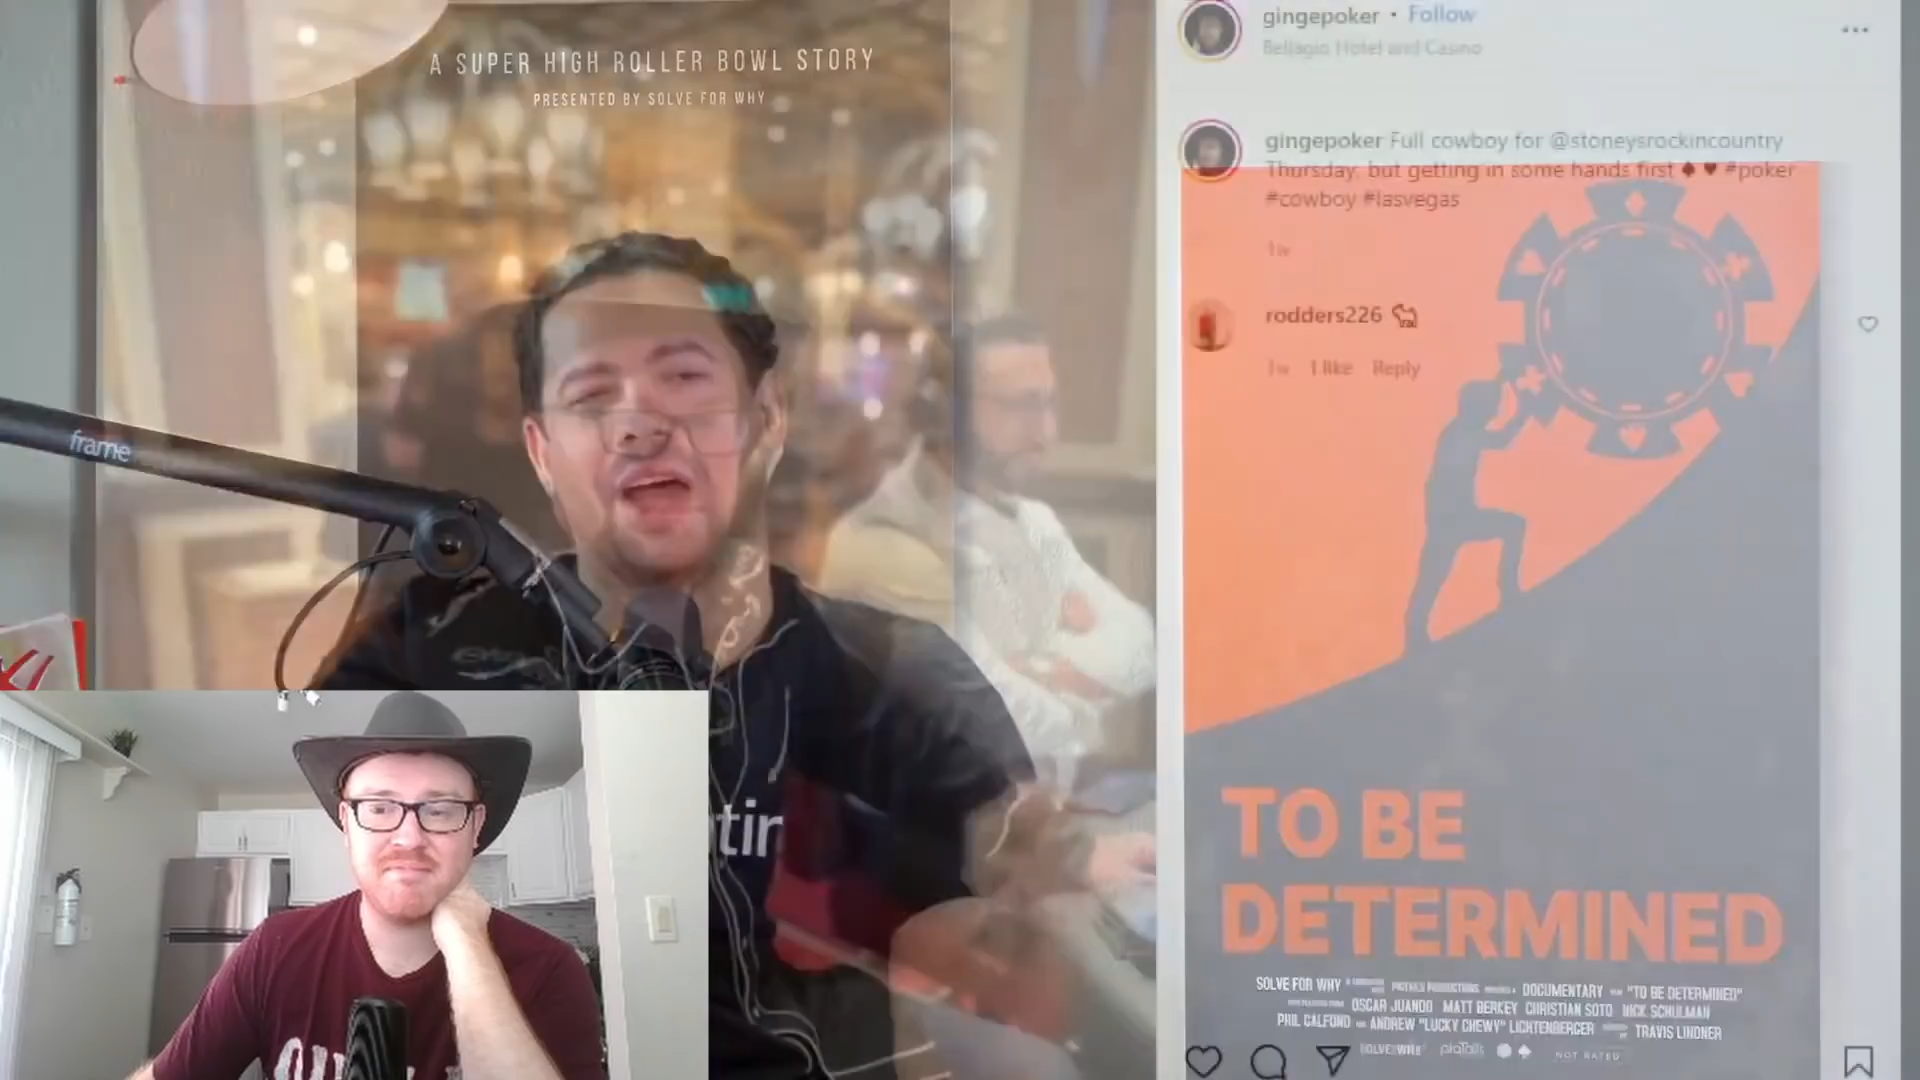 A SUPER HIGH ROLLER BOWL STORY
PRESENTED BY SOLVE FOR WHY
frame
tin
gingepoker • Follow
Bellagio Hotel and Casino
gingepoker Full cowboy for @stoneysrockincountry
Thursday, but getting in some hands first ♠ ♥ #poker
#cowboy #lasvegas
1w
rodders226 🐪
1w 1 like Reply
TO BE
DETERMINED
SOLVE FOR WHY DOCUMENTARY "TO BE DETERMINED"
OSCAR JUANDO MATT BERKEY CHRISTIAN SOTO NICK SCHULMAN
PHIL GALFOND ANDREW "LUCKY CHEWY" LICHTENBERGER TRAVIS LINDNER
SOLVE WHY NOT RATED